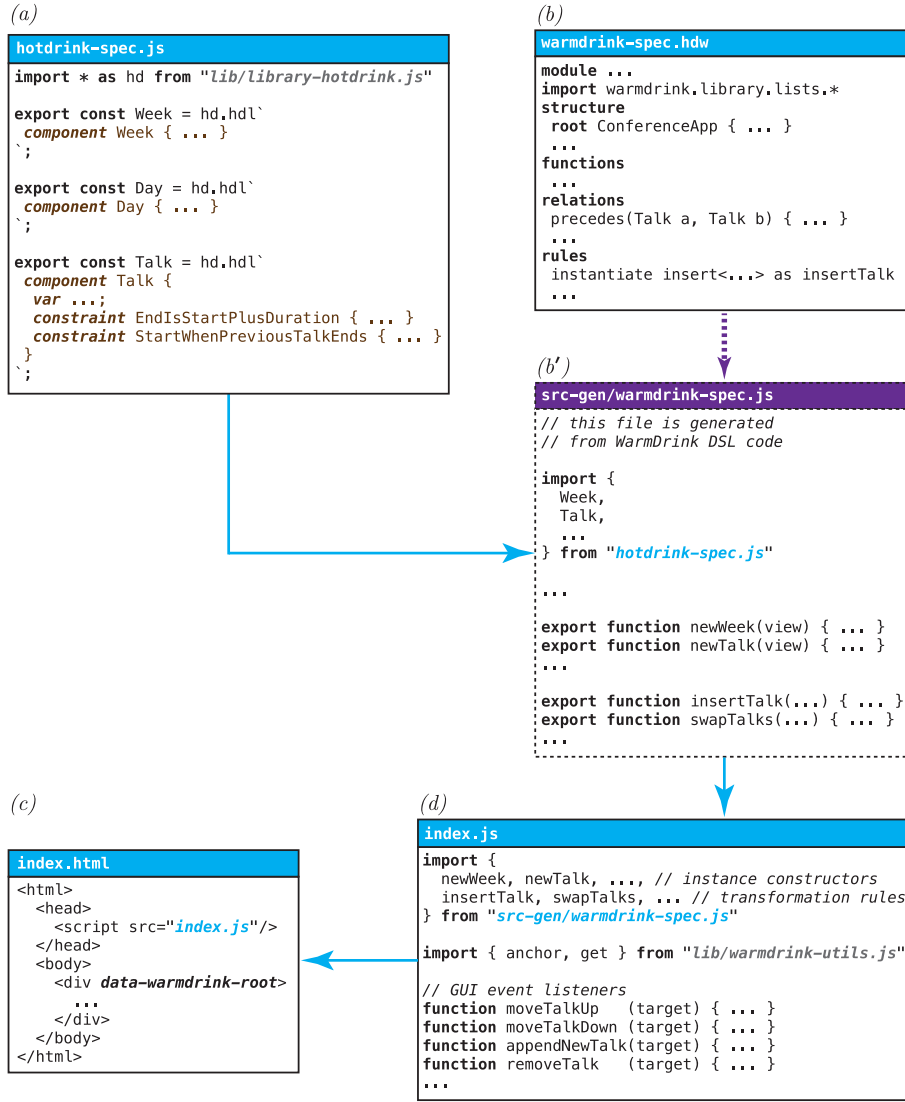 (a)
hotdrink-spec.js
import * as hd from "lib/library-hotdrink.js"
export const Week = hd.hdl`
component Week { ... }
`;
export const Day = hd.hdl`
component Day { ... }
`;
export const Talk = hd.hdl`
component Talk {
var ...;
constraint EndIsStartPlusDuration { ... }
constraint StartWhenPreviousTalkEnds { ... }
}
`;
(b)
warmdrink-spec.hdw
module ...
import warmdrink.library.lists.*
structure
root ConferenceApp { ... }
...
functions
...
relations
precedes(Talk a, Talk b) { ... }
...
rules
instantiate insert<...> as insertTalk
...
(b′)
src-gen/warmdrink-spec.js
// this file is generated
// from WarmDrink DSL code
import {
Week,
Talk,
...
} from "hotdrink-spec.js"
...
export function newWeek(view) { ... }
export function newTalk(view) { ... }
...
export function insertTalk(...) { ... }
export function swapTalks(...) { ... }
...
(c)
index.html
<html>
<head>
<script src="index.js"/>
</head>
<body>
<div data-warmdrink-root>
...
</div>
</body>
</html>
(d)
index.js
import {
newWeek, newTalk, ..., // instance constructors
insertTalk, swapTalks, ... // transformation rules
} from "src-gen/warmdrink-spec.js"
import { anchor, get } from "lib/warmdrink-utils.js"
// GUI event listeners
function moveTalkUp (target) { ... }
function moveTalkDown (target) { ... }
function appendNewTalk(target) { ... }
function removeTalk (target) { ... }
...